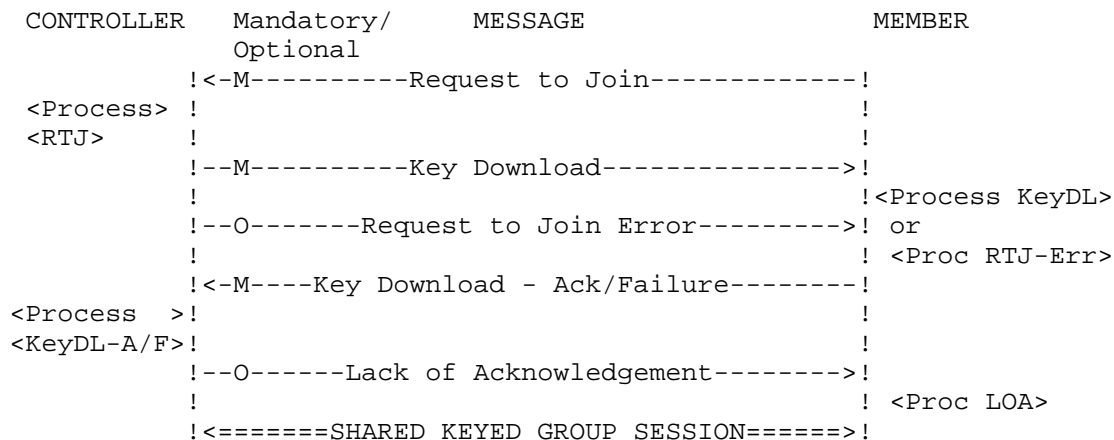 CONTROLLER   Mandatory/     MESSAGE                         MEMBER
               Optional
            !<-M----------Request to Join-------------!
 <Process>  !                                         !
 <RTJ>      !                                         !
            !--M----------Key Download--------------->!
            !                                         !<Process KeyDL>
            !--O-------Request to Join Error--------->! or
            !                                         ! <Proc RTJ-Err>
            !<-M----Key Download - Ack/Failure--------!
<Process  >!                                         !
<KeyDL-A/F>!                                         !
            !--O------Lack of Acknowledgement-------->!
            !                                         ! <Proc LOA>
            !<=======SHARED KEYED GROUP SESSION======>!